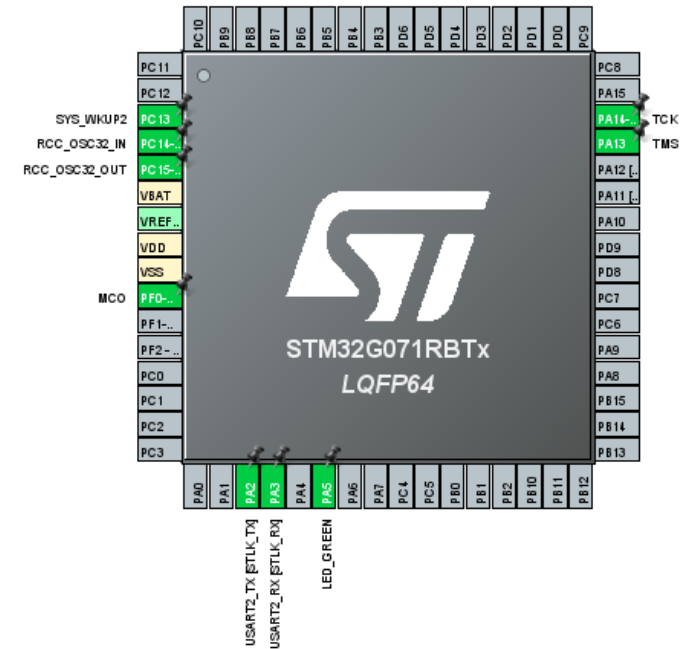 PC10
PB9
PB8
PB7
PB6
PB5
PB4
PB3
PD6
PD5
PD4
PD3
PD2
PD1
PD0
PC9
PC11
PC12
SYS_WKUP2 PC13
RCC_OSC32_IN PC14-..
RCC_OSC32_OUT PC15-..
VBAT
VREF..
VDD
VSS
MCO PF0-..
PF1-..
PF2-..
PC0
PC1
PC2
PC3
ST
STM32G071RBTx
LQFP64
PC8
PA15
PA14-.. TCK
PA13 TMS
PA12 [..
PA11 [..
PA10
PD9
PD8
PC7
PC6
PA9
PA8
PB15
PB14
PB13
PA0
PA1
PA2
PA3
PA4
PA5
PA6
PA7
PC4
PC5
PB0
PB1
PB2
PB10
PB11
PB12
USART2_TX [STLK_TX]
USART2_RX [STLK_RX]
LED_GREEN